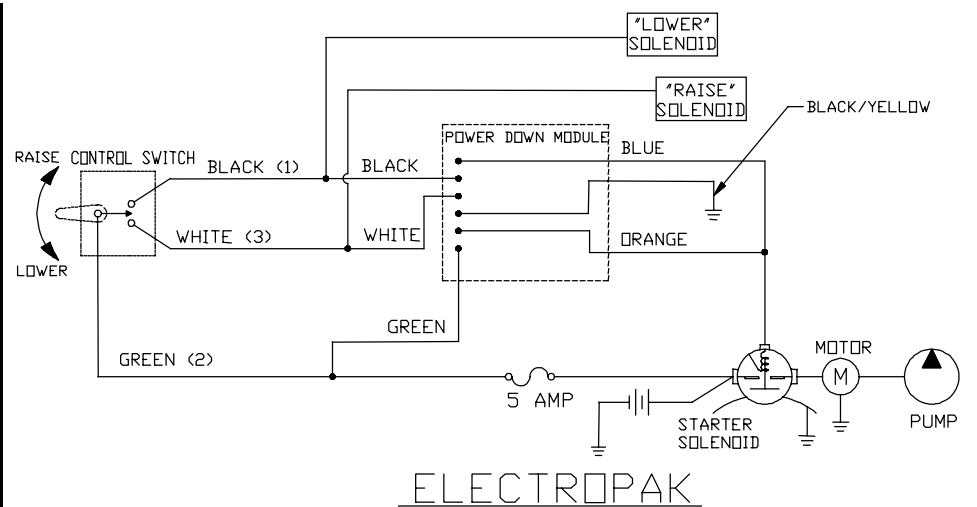 "LOWER"
SOLENOID
"RAISE"
SOLENOID
BLACK/YELLOW
POWER DOWN MODULE
BLUE
RAISE
CONTROL SWITCH
BLACK (1)
BLACK
WHITE (3)
WHITE
ORANGE
LOWER
GREEN
GREEN (2)
MOTOR
M
5 AMP
STARTER
SOLENOID
PUMP
ELECTROPAK